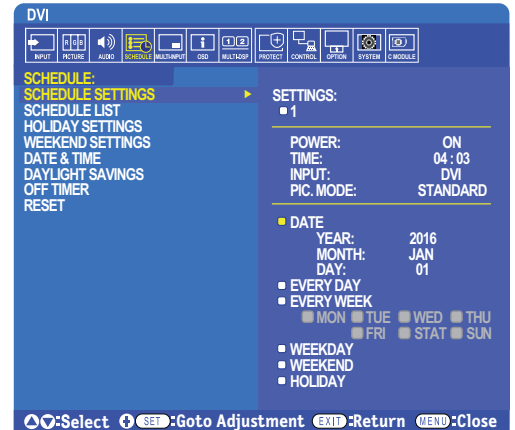 DVI
INPUT RGB PICTURE AUDIO SCHEDULE MULTI-INPUT i OSD 1 2 MULTI-DSP PROTECT CONTROL OPTION SYSTEM C MODULE
SCHEDULE:
SCHEDULE SETTINGS
SCHEDULE LIST
HOLIDAY SETTINGS
WEEKEND SETTINGS
DATE & TIME
DAYLIGHT SAVINGS
OFF TIMER
RESET
SETTINGS:
1
POWER: ON
TIME: 04 : 03
INPUT: DVI
PIC. MODE: STANDARD
DATE
YEAR: 2016
MONTH: JAN
DAY: 01
EVERY DAY
EVERY WEEK
MON TUE WED THU
FRI STAT SUN
WEEKDAY
WEEKEND
HOLIDAY
:Select SET:Goto Adjustment EXIT:Return MENU:Close